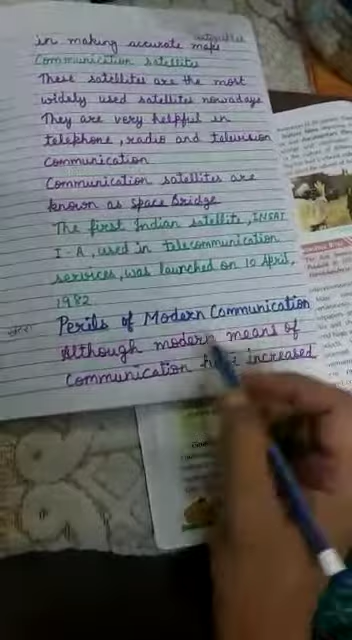 in making accurate maps
Communication satellites
These satellites are the most
widely used satellites nowadays
They are very helpful in
telephone, radio and television
Communication
Communication satellites are
known as Space Bridge
The first Indian satellite, INSAT
I-A, used in telecommunication
services, was launched on 10 April,
1982
Perils of Modern Communication
Although modern means of
Communication have increased